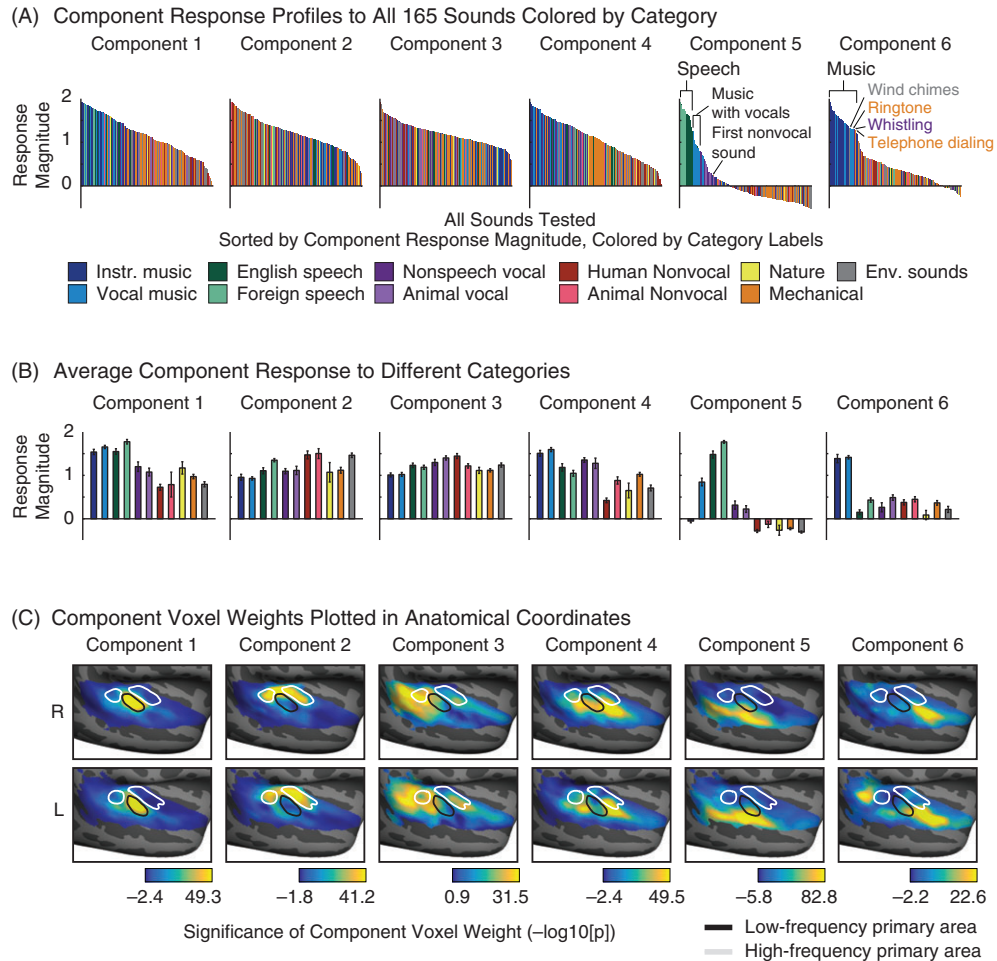 (A) Component Response Profiles to All 165 Sounds Colored by Category
Component 1 Component 2 Component 3 Component 4 Component 5 Component 6
Speech Music
Wind chimes
Music
with vocals
Ringtone
Whistling
First nonvocal
sound
Telephone dialing
Response
Magnitude
2
1
0
All Sounds Tested
Sorted by Component Response Magnitude, Colored by Category Labels
Instr. music English speech Nonspeech vocal Human Nonvocal Nature Env. sounds
Vocal music Foreign speech Animal vocal Animal Nonvocal Mechanical
(B) Average Component Response to Different Categories
Component 1 Component 2 Component 3 Component 4 Component 5 Component 6
Response
Magnitude
2
1
0
(C) Component Voxel Weights Plotted in Anatomical Coordinates
Component 1 Component 2 Component 3 Component 4 Component 5 Component 6
R
L
−2.4 49.3 −1.8 41.2 0.9 31.5 −2.4 49.5 −5.8 82.8 −2.2 22.6
Significance of Component Voxel Weight (−log10[p])
Low-frequency primary area
High-frequency primary area